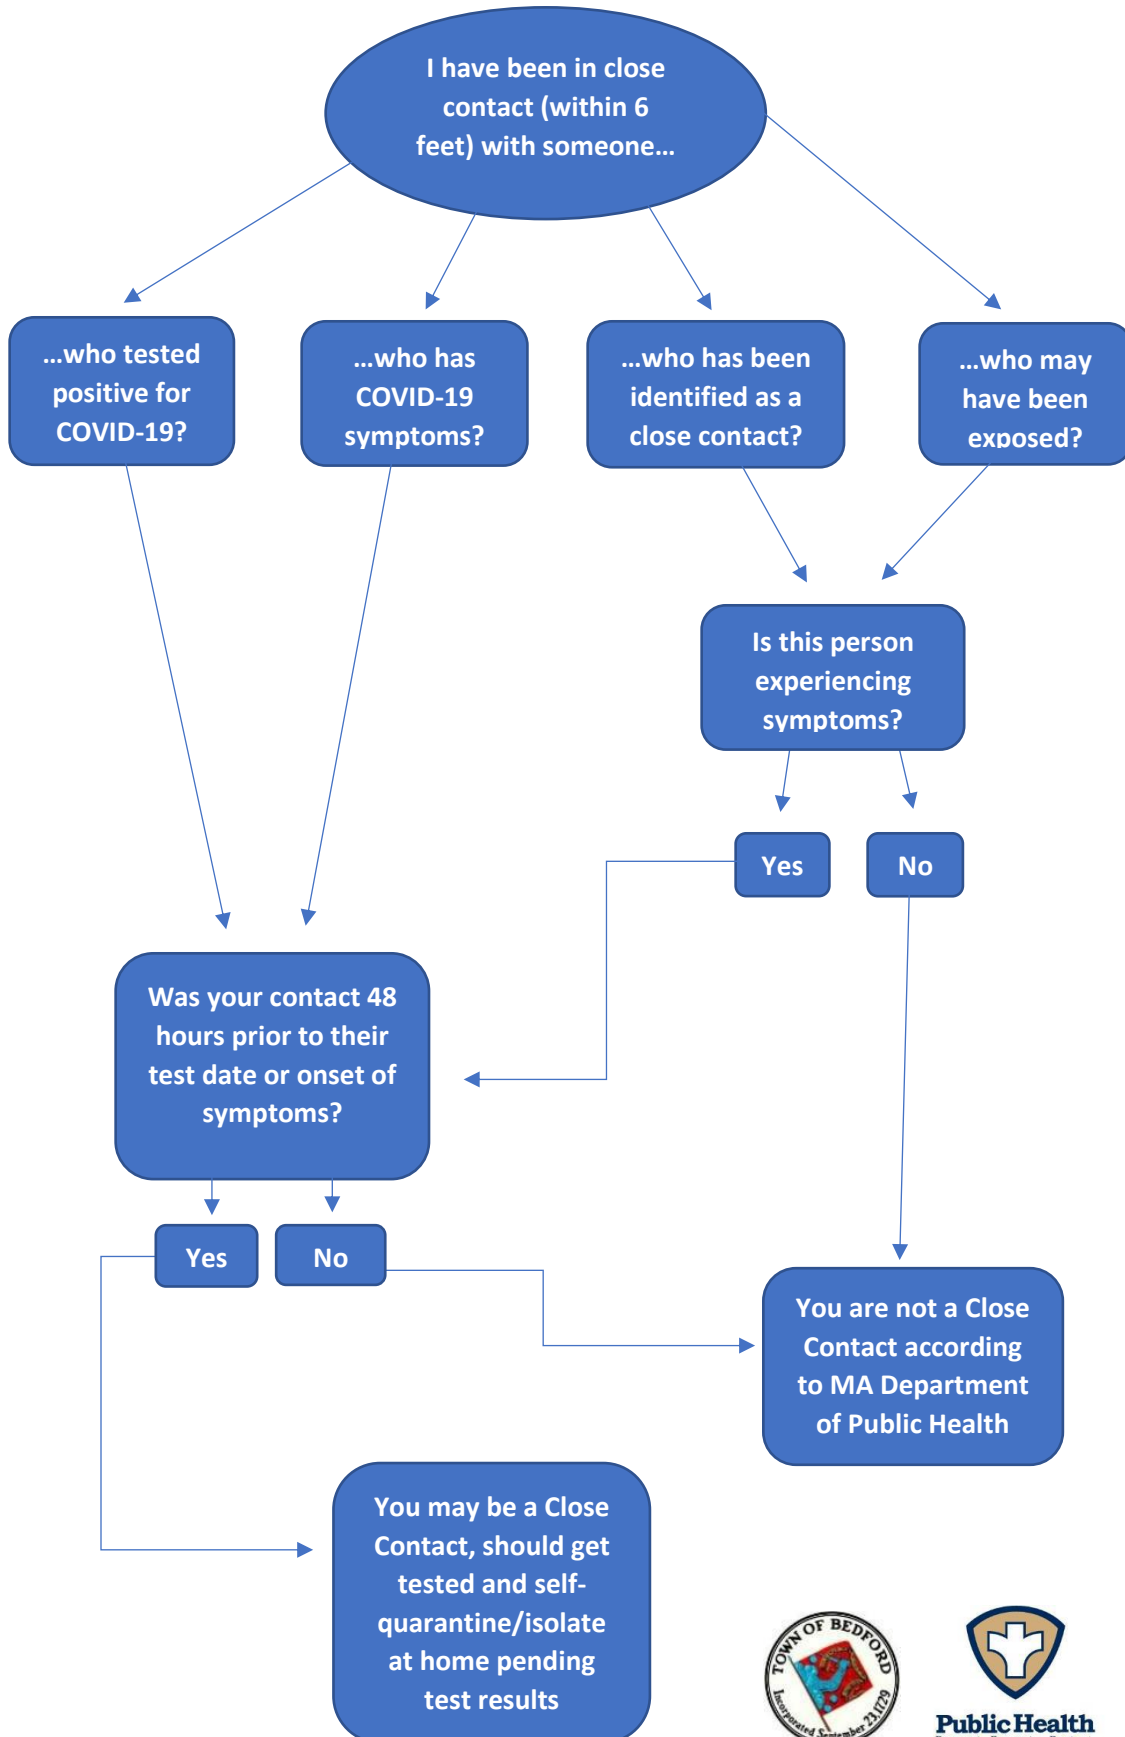 I have been in close
contact (within 6
feet) with someone...
...who tested
positive for
COVID-19?
...who has
COVID-19
symptoms?
...who has been
identified as a
close contact?
...who may
have been
exposed?
Is this person
experiencing
symptoms?
Yes
No
Was your contact 48
hours prior to their
test date or onset of
symptoms?
Yes
No
You are not a Close
Contact according
to MA Department
of Public Health
You may be a Close
Contact, should get
tested and self-
quarantine/isolate
at home pending
test results
TOWN OF BEDFORD
Incorporated September 23, 1729
Public Health